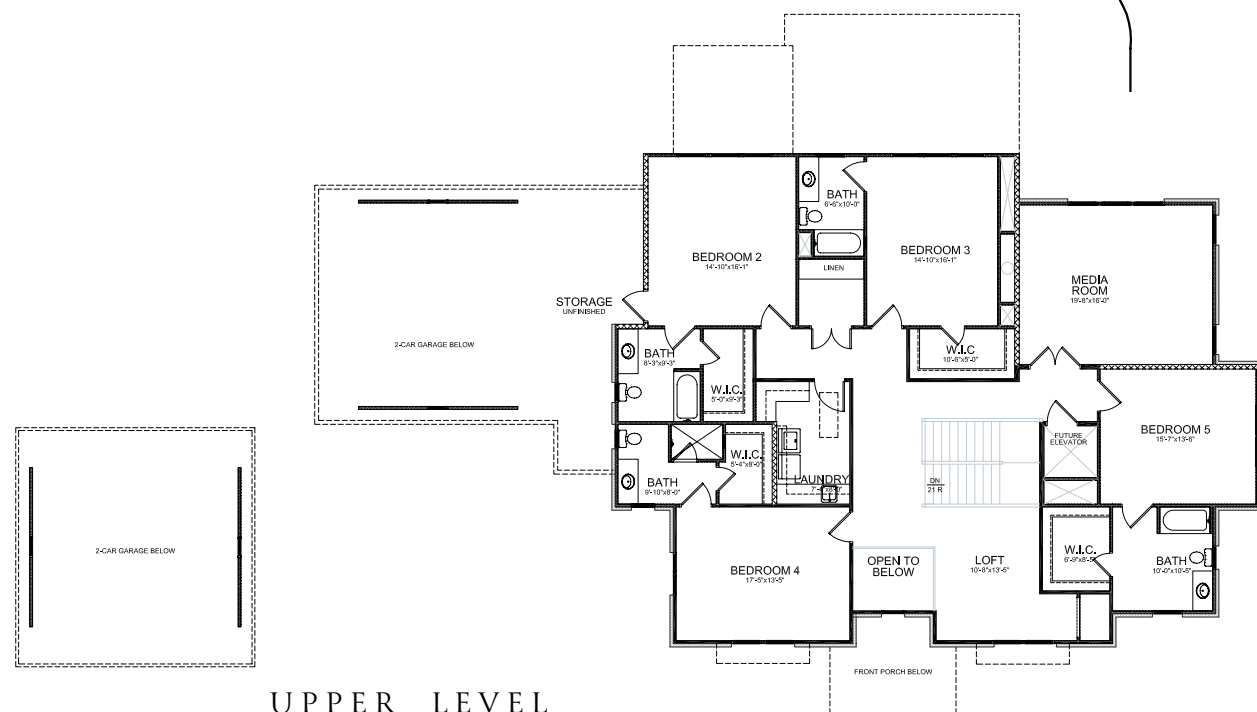 BATH
6'-6"x10'-0"
BEDROOM 2
14'-10"x16'-1"
BEDROOM 3
14'-10"x16'-1"
LINEN
MEDIA
ROOM
19'-8"x16'-0"
STORAGE
UNFINISHED
2-CAR GARAGE BELOW
BATH
8'-3"x9'-3"
W.I.C.
5'-0"x9'-3"
W.I.C
10'-6"x5'-0"
BEDROOM 5
15'-7"x13'-6"
FUTURE
ELEVATOR
W.I.C.
5'-4"x8'-0"
BATH
9'-10"x8'-0"
LAUNDRY
DN
21 R
2-CAR GARAGE BELOW
BEDROOM 4
17'-5"x13'-5"
OPEN TO
BELOW
LOFT
10'-8"x13'-5"
W.I.C.
BATH
10'-0"x10'-5"
FRONT PORCH BELOW
UPPER LEVEL